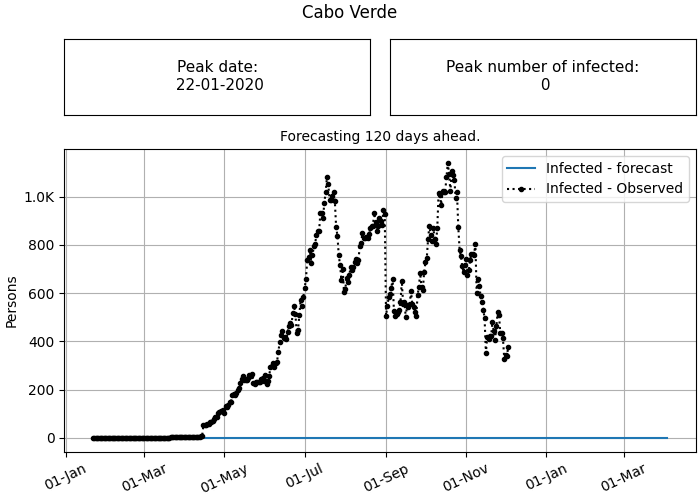 Cabo Verde
Peak date:
22-01-2020
Peak number of infected:
0
Forecasting 120 days ahead.
Infected - forecast
Infected - Observed
Persons
1.0K
800
600
400
200
0
01-Jan
01-Mar
01-May
01-Jul
01-Sep
01-Nov
01-Jan
01-Mar